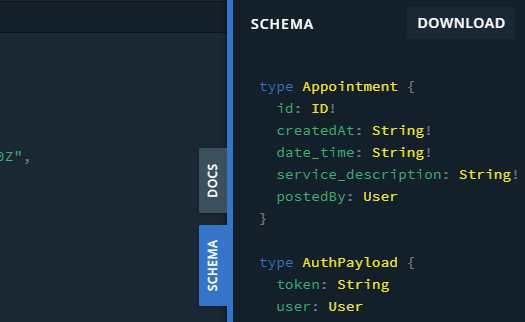 SCHEMA
DOWNLOAD
type Appointment {
id: ID!
createdAt: String!
date_time: String!
0Z",
service_description: String!
DOCS
postedBy: User
}
SCHEMA
type AuthPayload {
token: String
user: User